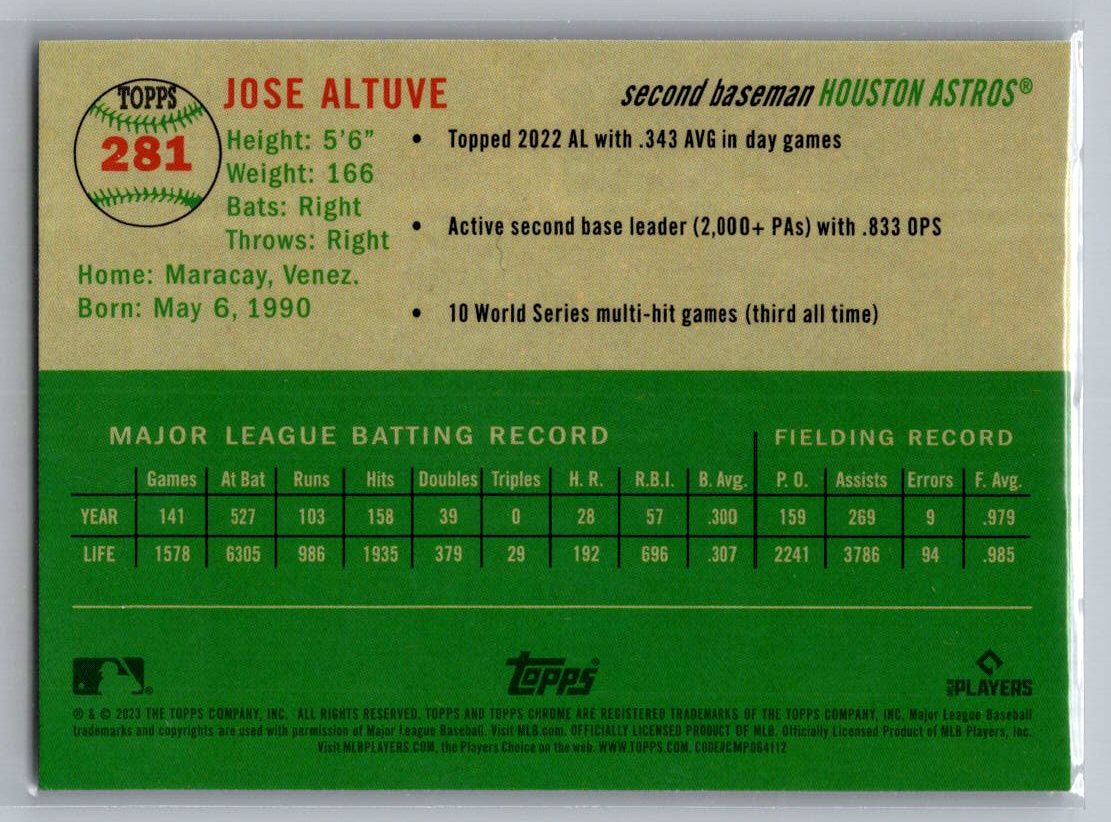 TOPPS
281
JOSE ALTUVE
second baseman HOUSTON ASTROS®
Height: 5'6"
Weight: 166
Bats: Right
Throws: Right
Home: Maracay, Venez.
Born: May 6, 1990
• Topped 2022 AL with .343 AVG in day games
• Active second base leader (2,000+ PAs) with .833 OPS
• 10 World Series multi-hit games (third all time)
MAJOR LEAGUE BATTING RECORD FIELDING RECORD
Games At Bat Runs Hits Doubles Triples H. R. R.B.I. B. Avg. P. O. Assists Errors F. Avg.
YEAR 141 527 103 158 39 0 28 57 .300 159 269 9 .979
LIFE 1578 6305 986 1935 379 29 192 696 .307 2241 3786 94 .985
Topps®
PLAYERS
® & © 2023 THE TOPPS COMPANY, INC. ALL RIGHTS RESERVED. TOPPS AND TOPPS CHROME ARE REGISTERED TRADEMARKS OF THE TOPPS COMPANY, INC. Major League Baseball
trademarks and copyrights are used with permission of Major League Baseball. Visit MLB.com. OFFICIALLY LICENSED PRODUCT OF MLB. Officially Licensed Product of MLB Players, Inc.
Visit MLBPLAYERS.COM, the Players Choice on the web. WWW.TOPPS.COM. CODE#CMP064112